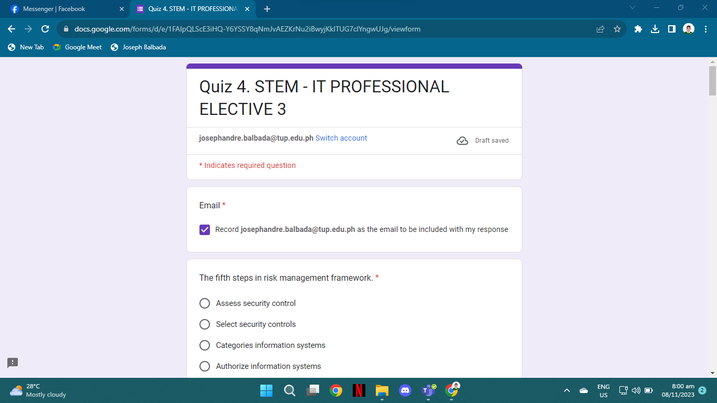 Messenger | Facebook
Quiz 4. STEM - IT PROFESSIONA
docs.google.com/forms/d/e/1FAIpQLScE3iHQ-Y6YSSY8qNmJvAEZKrNu2i8wyjKkITUG7clYngwUJg/viewform
New Tab
Google Meet
Joseph Balbada
Quiz 4. STEM - IT PROFESSIONAL
ELECTIVE 3
josephandre.balbada@tup.edu.ph Switch account
Draft saved
* Indicates required question
Email *
Record josephandre.balbada@tup.edu.ph as the email to be included with my response
The fifth steps in risk management framework. *
Assess security control
Select security controls
Categories information systems
Authorize information systems
28°C
Mostly cloudy
ENG
US
8:00 am
08/11/2023
2